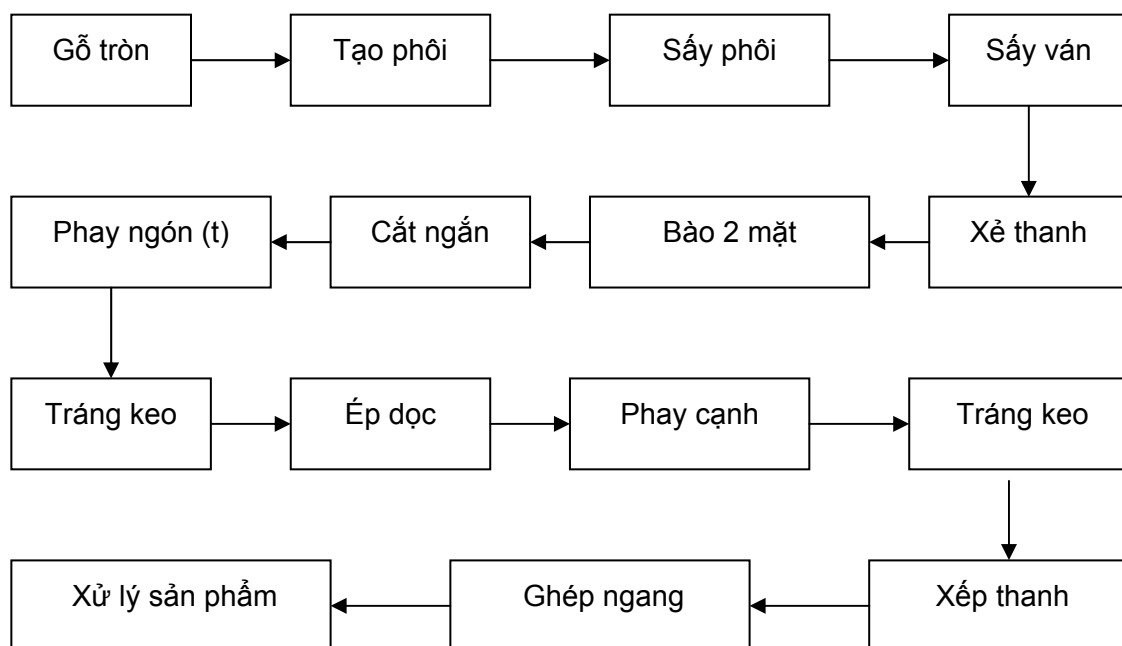 Gỗ tròn
Tạo phôi
Sấy phôi
Sấy ván
Xẻ thanh
Bào 2 mặt
Cắt ngắn
Phay ngón (t)
Tráng keo
Ép dọc
Phay cạnh
Tráng keo
Xếp thanh
Ghép ngang
Xử lý sản phẩm